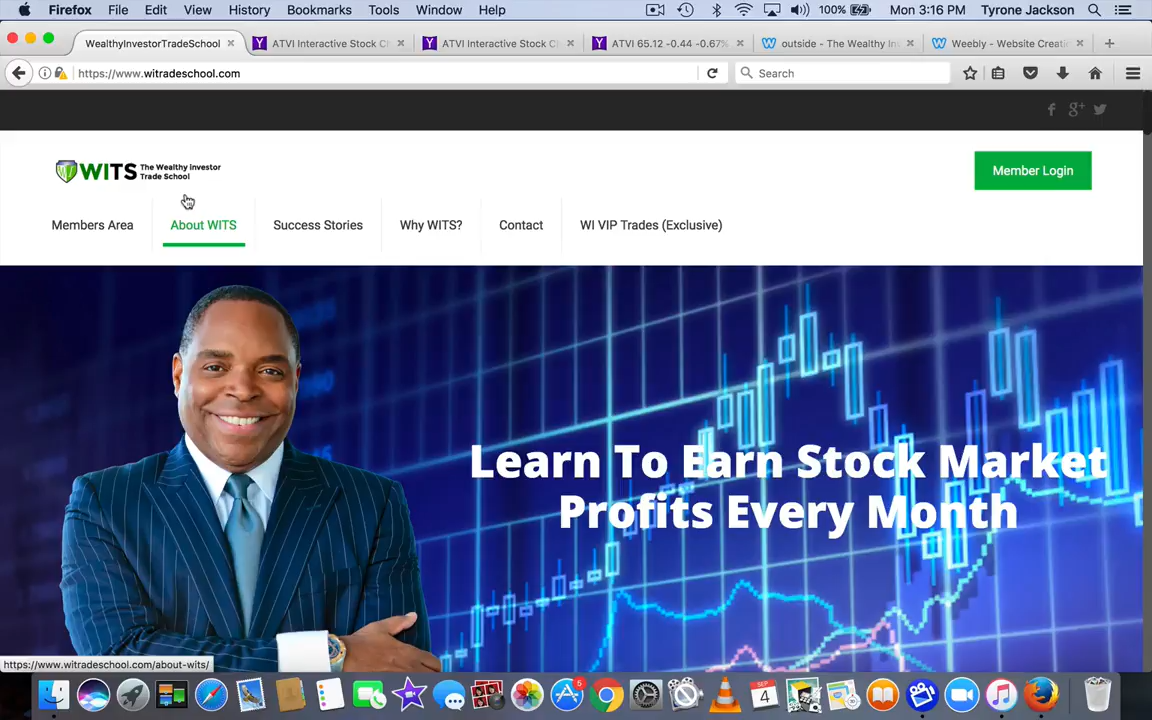 Firefox File Edit View History Bookmarks Tools Window Help 100% Mon 3:16 PM Tyrone Jackson
WealthyInvestorTradeSchool ATVI Interactive Stock C ATVI Interactive Stock C ATVI 65.12 -0.44 -0.67% outside - The Wealthy In Weebly - Website Creati
https://www.witradeschool.com Search
WITS The Wealthy Investor
Trade School
Member Login
Members Area About WITS Success Stories Why WITS? Contact WI VIP Trades (Exclusive)
Learn To Earn Stock Market
Profits Every Month
https://www.witradeschool.com/about-wits/
5
SEP
4